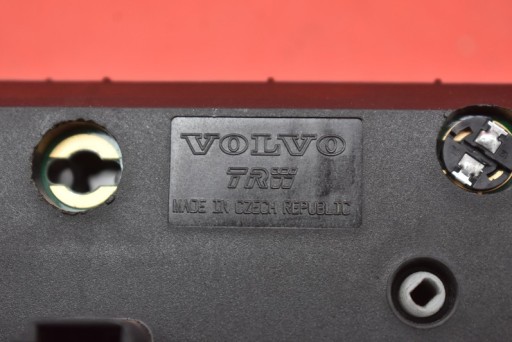 VOLVO
TRW
MADE IN CZECH REPUBLIC